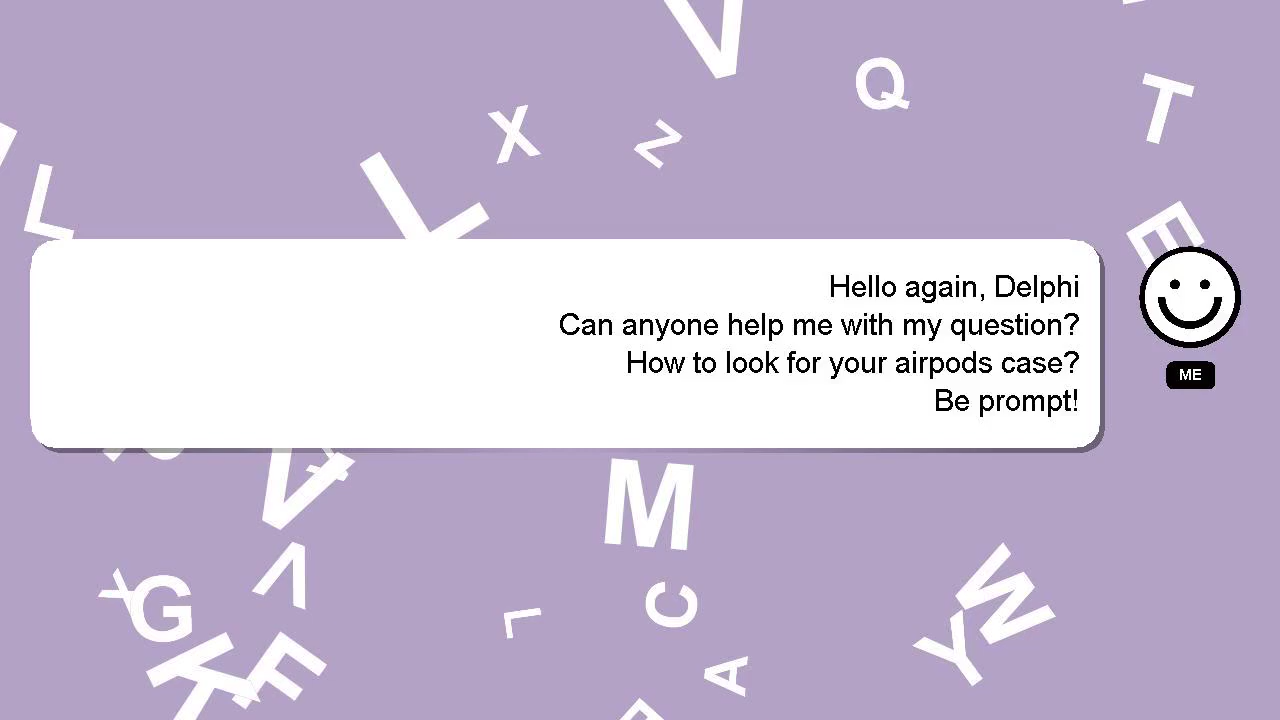 Hello again, Delphi
Can anyone help me with my question?
How to look for your airpods case?
Be prompt!
ME
V
Q
T
X
Z
L
L
E
V
M
V
X
G
C
L
W
Y
K
F
A